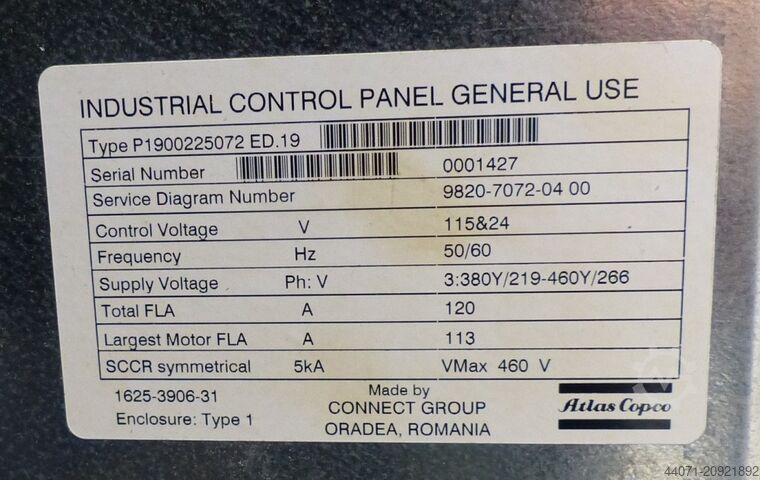 INDUSTRIAL CONTROL PANEL GENERAL USE
Type P1900225072 ED.19
Serial Number 0001427
Service Diagram Number 9820-7072-04 00
Control Voltage V 115&24
Frequency Hz 50/60
Supply Voltage Ph: V 3:380Y/219-460Y/266
Total FLA A 120
Largest Motor FLA A 113
SCCR symmetrical 5kA VMax 460 V
1625-3906-31 Made by
CONNECT GROUP Atlas Copco
Enclosure: Type 1 ORADEA, ROMANIA
44071-20921892